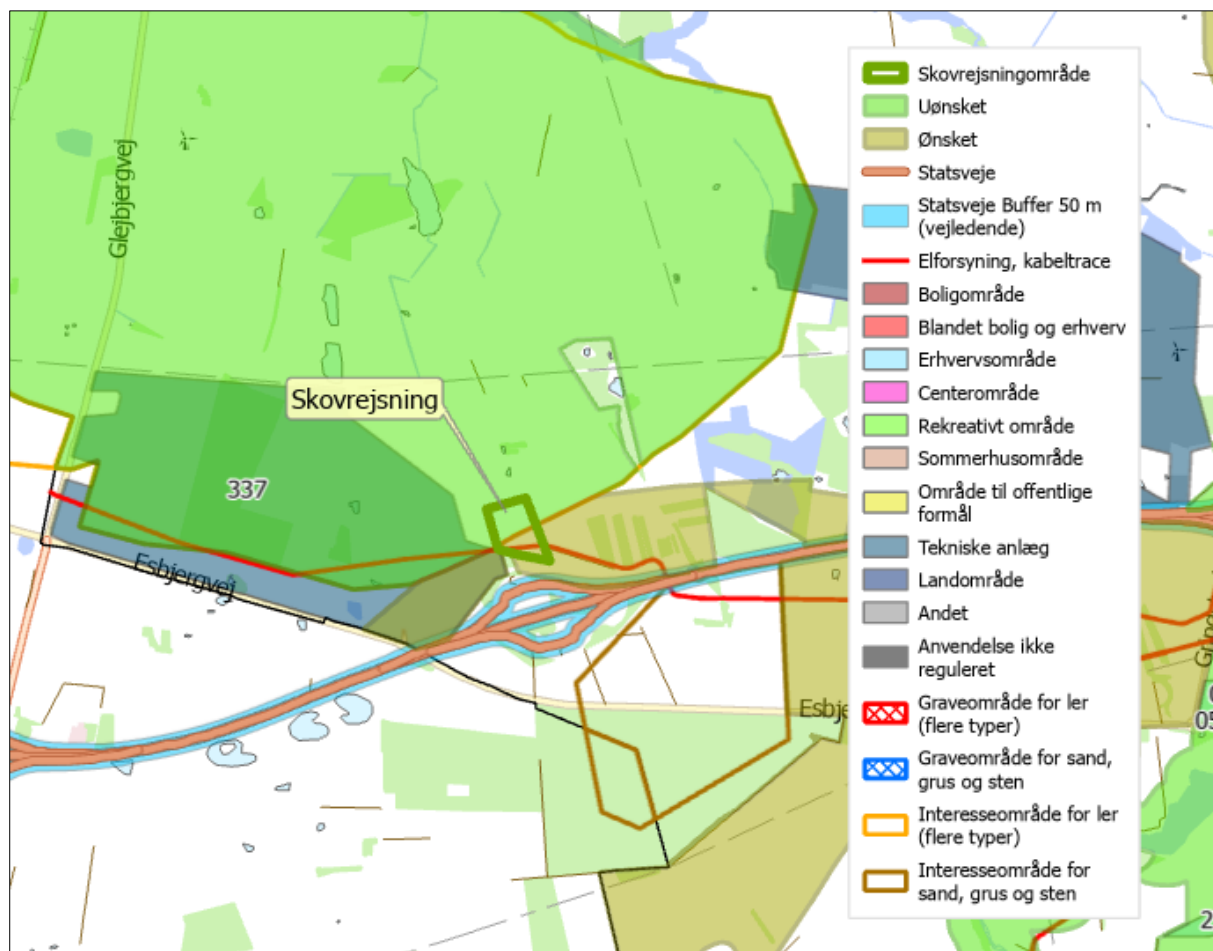 Glejbjergvej
Skovrejsning
337
Esbjergvej
Skovrejsningområde
Uønsket
Ønsket
Statsveje
Statsveje Buffer 50 m
(vejledende)
Elforsyning, kabeltrace
Boligområde
Blandet bolig og erhverv
Erhvervsområde
Centerområde
Rekreativt område
Sommerhusområde
Område til offentlige
formål
Tekniske anlæg
Landområde
Andet
Anvendelse ikke
reguleret
Graveområde for ler
(flere typer)
Graveområde for sand,
grus og sten
Interesseområde for ler
(flere typer)
Interesseområde for
sand, grus og sten
Esbje
05
2